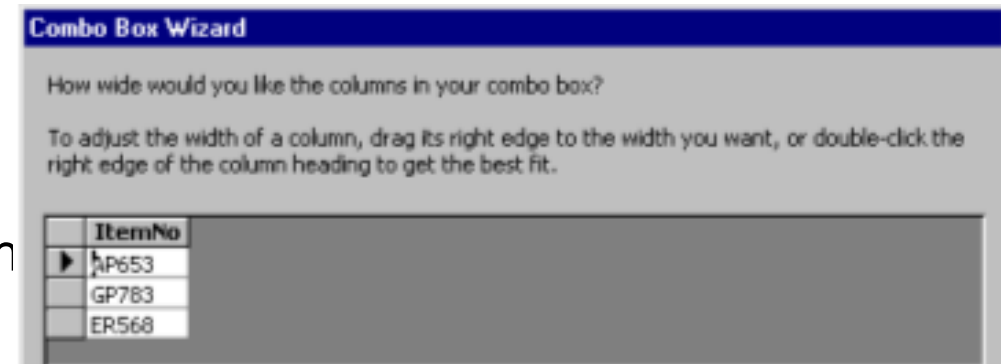 Combo Box Wizard
How wide would you like the columns in your combo box?
To adjust the width of a column, drag its right edge to the width you want, or double-click the
right edge of the column heading to get the best fit.
ItemNo
AP653
GP783
ER568